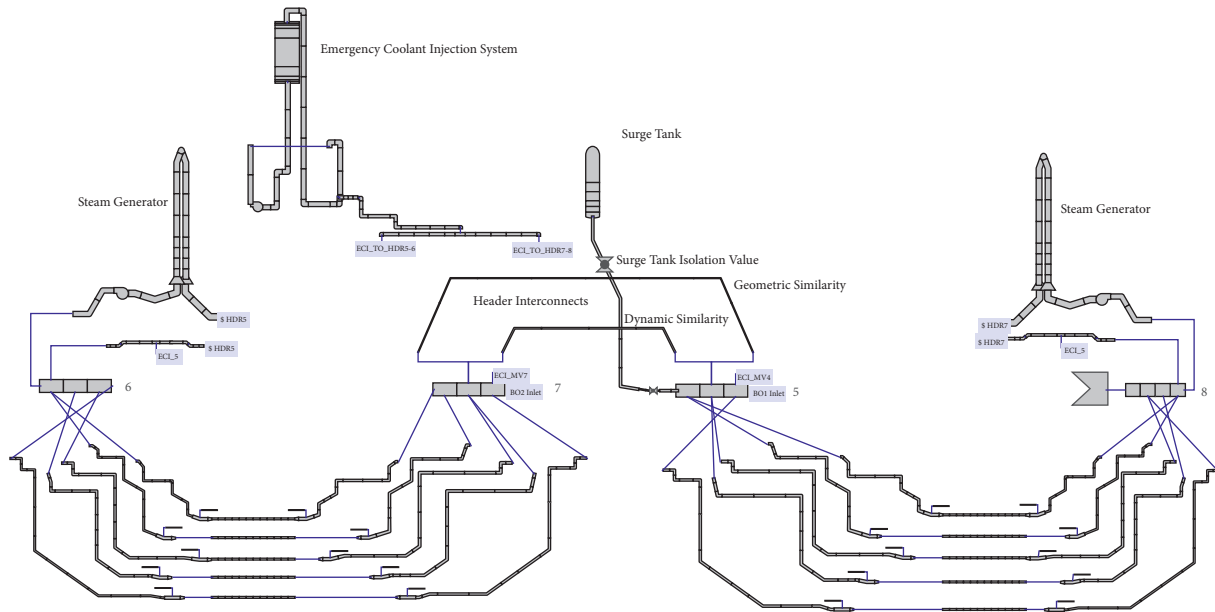 Emergency Coolant Injection System
Surge Tank
Steam Generator
Steam Generator
ECI_TO_HDR5-6
ECI_TO_HDR7-8
Surge Tank Isolation Value
Geometric Similarity
Header Interconnects
$ HDR5
Dynamic Similarity
$ HDR7
$ HDR5
$ HDR7
ECI_5
ECI_5
ECI_MV7
ECI_MV4
6
BO2 Inlet
7
BO1 Inlet
5
8